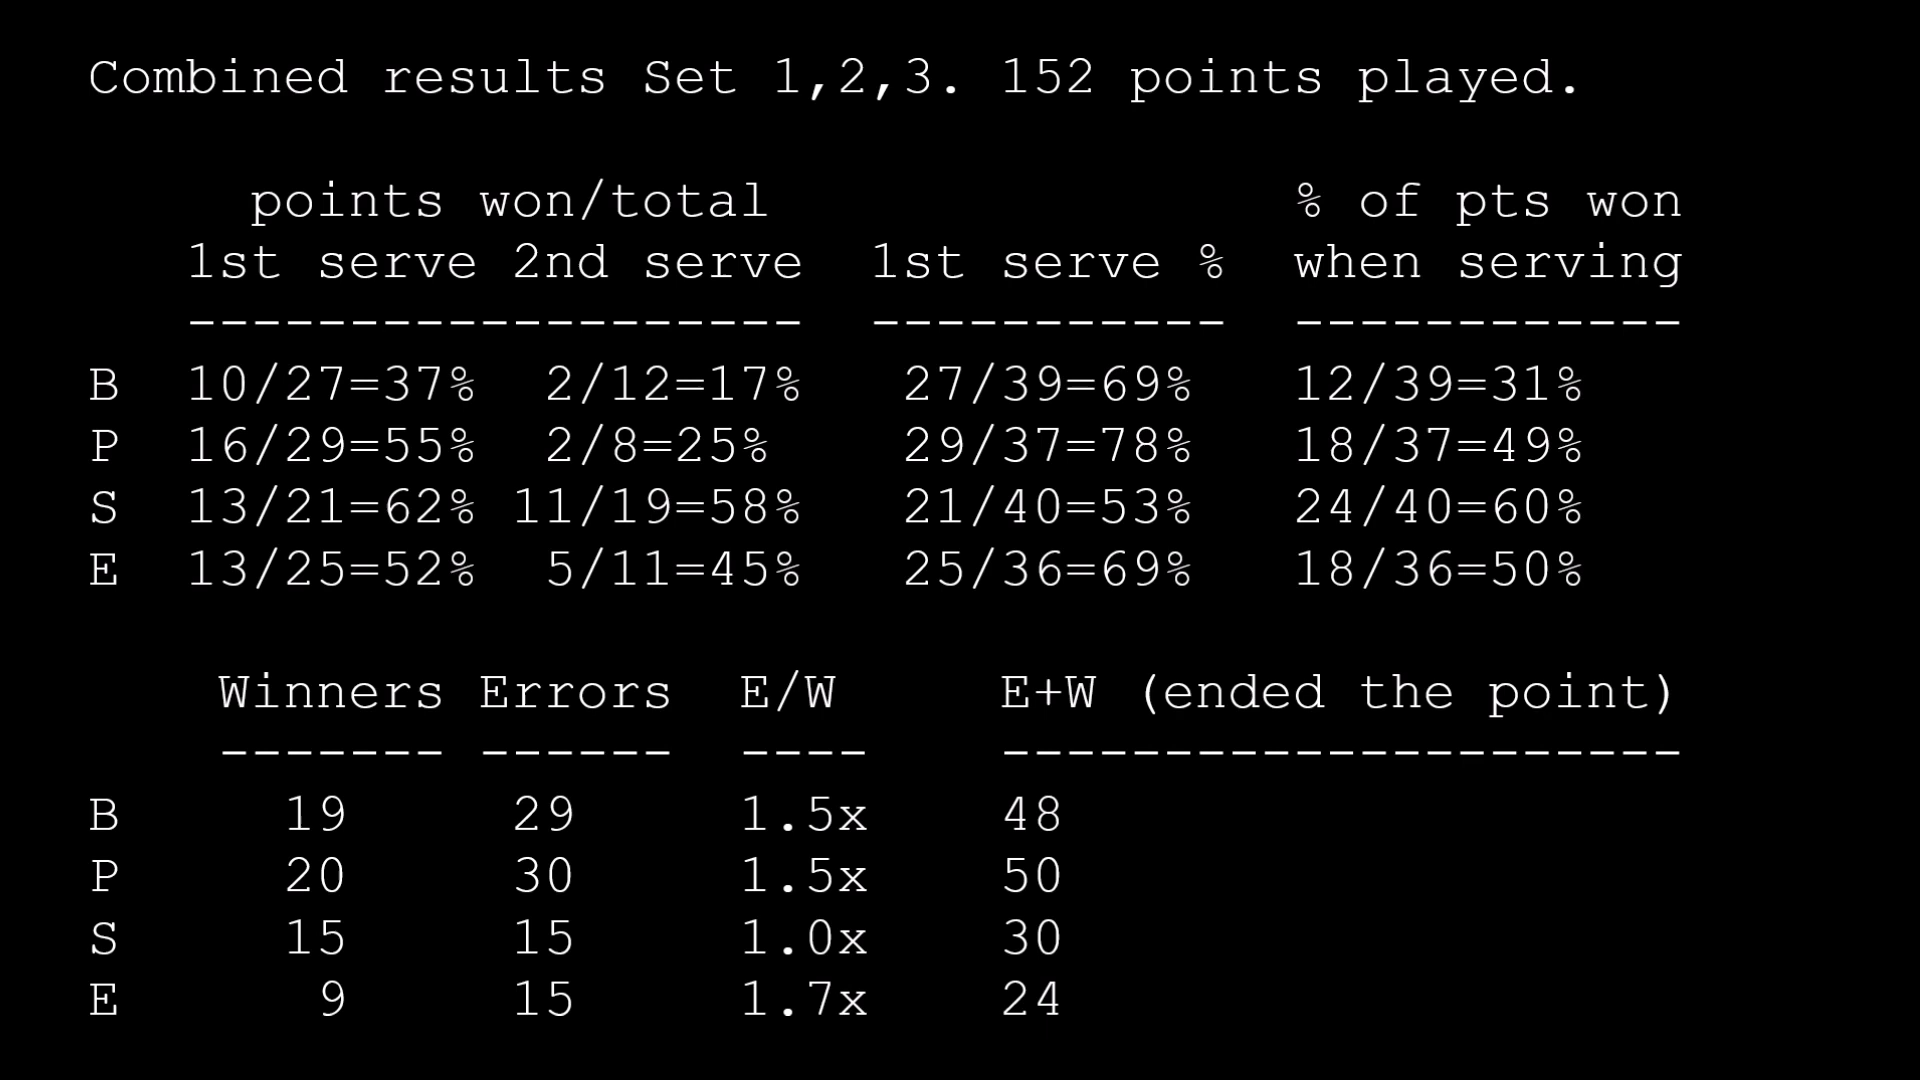 Combined results Set 1,2,3. 152 points played.
points won/total % of pts won
1st serve 2nd serve 1st serve % when serving
------------------- ----------- ------------
B 10/27=37% 2/12=17% 27/39=69% 12/39=31%
P 16/29=55% 2/8=25% 29/37=78% 18/37=49%
S 13/21=62% 11/19=58% 21/40=53% 24/40=60%
E 13/25=52% 5/11=45% 25/36=69% 18/36=50%
Winners Errors E/W E+W (ended the point)
------- ------ ---- ---------------------
B 19 29 1.5x 48
P 20 30 1.5x 50
S 15 15 1.0x 30
E 9 15 1.7x 24